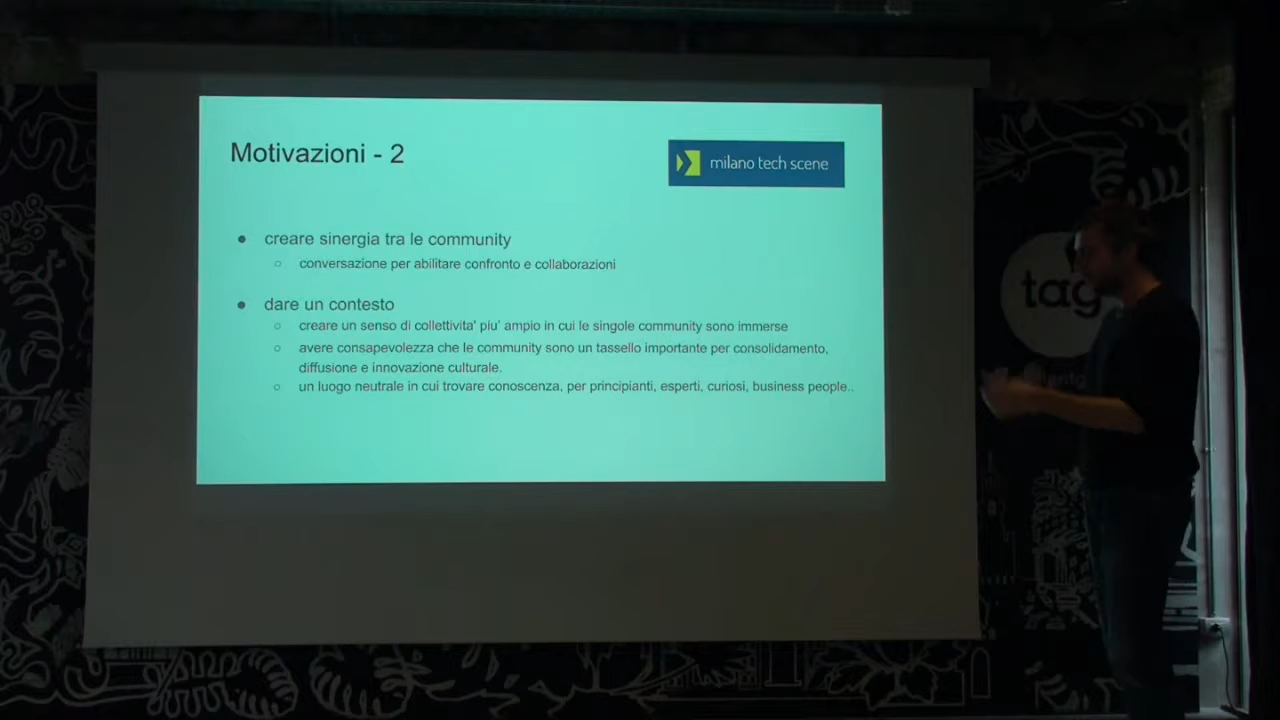 Motivazioni - 2
milano tech scene
● creare sinergia tra le community
○ conversazione per abilitare confronto e collaborazioni
● dare un contesto
○ creare un senso di collettivita' piu' ampio in cui le singole community sono immerse
○ avere consapevolezza che le community sono un tassello importante per consolidamento,
diffusione e innovazione culturale.
○ un luogo neutrale in cui trovare conoscenza, per principianti, esperti, curiosi, business people..
tag